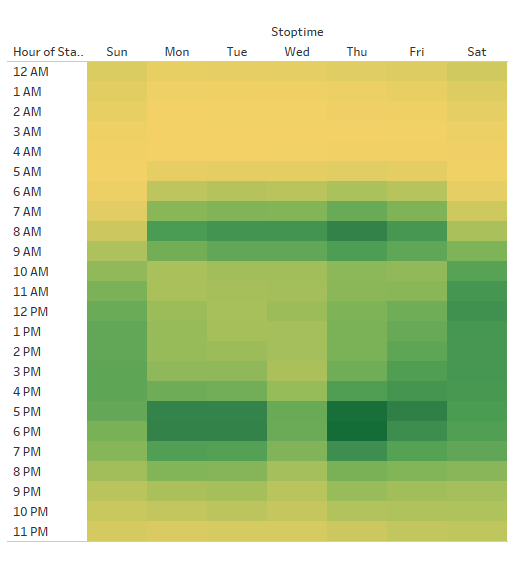 Stoptime
Hour of Sta.. Sun Mon Tue Wed Thu Fri Sat
12 AM
1 AM
2 AM
3 AM
4 AM
5 AM
6 AM
7 AM
8 AM
9 AM
10 AM
11 AM
12 PM
1 PM
2 PM
3 PM
4 PM
5 PM
6 PM
7 PM
8 PM
9 PM
10 PM
11 PM